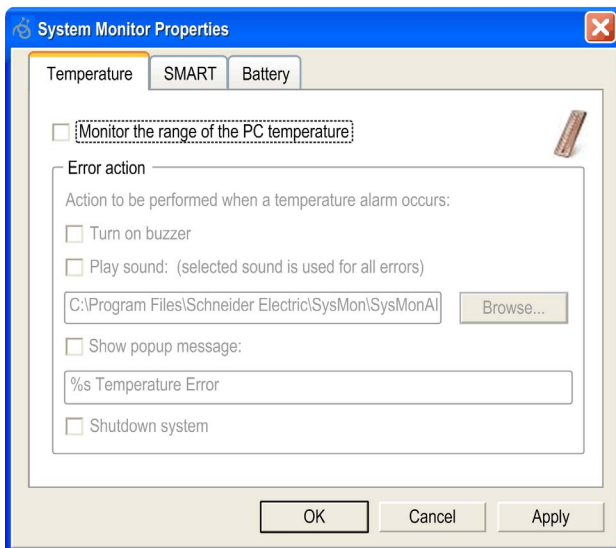 System Monitor Properties
Temperature SMART Battery
Monitor the range of the PC temperature
Error action
Action to be performed when a temperature alarm occurs:
Turn on buzzer
Play sound: (selected sound is used for all errors)
C:\Program Files\Schneider Electric\SysMon\SysMonAl Browse...
Show popup message:
%s Temperature Error
Shutdown system
OK Cancel Apply